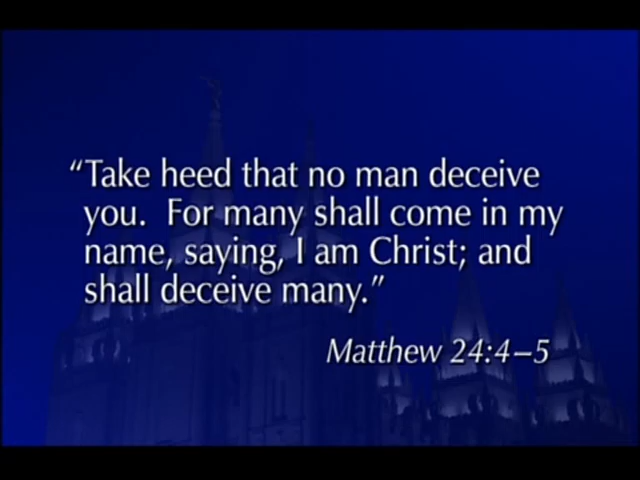 “Take heed that no man deceive
you.  For many shall come in my
name, saying, I am Christ; and
shall deceive many.”
Matthew 24:4–5